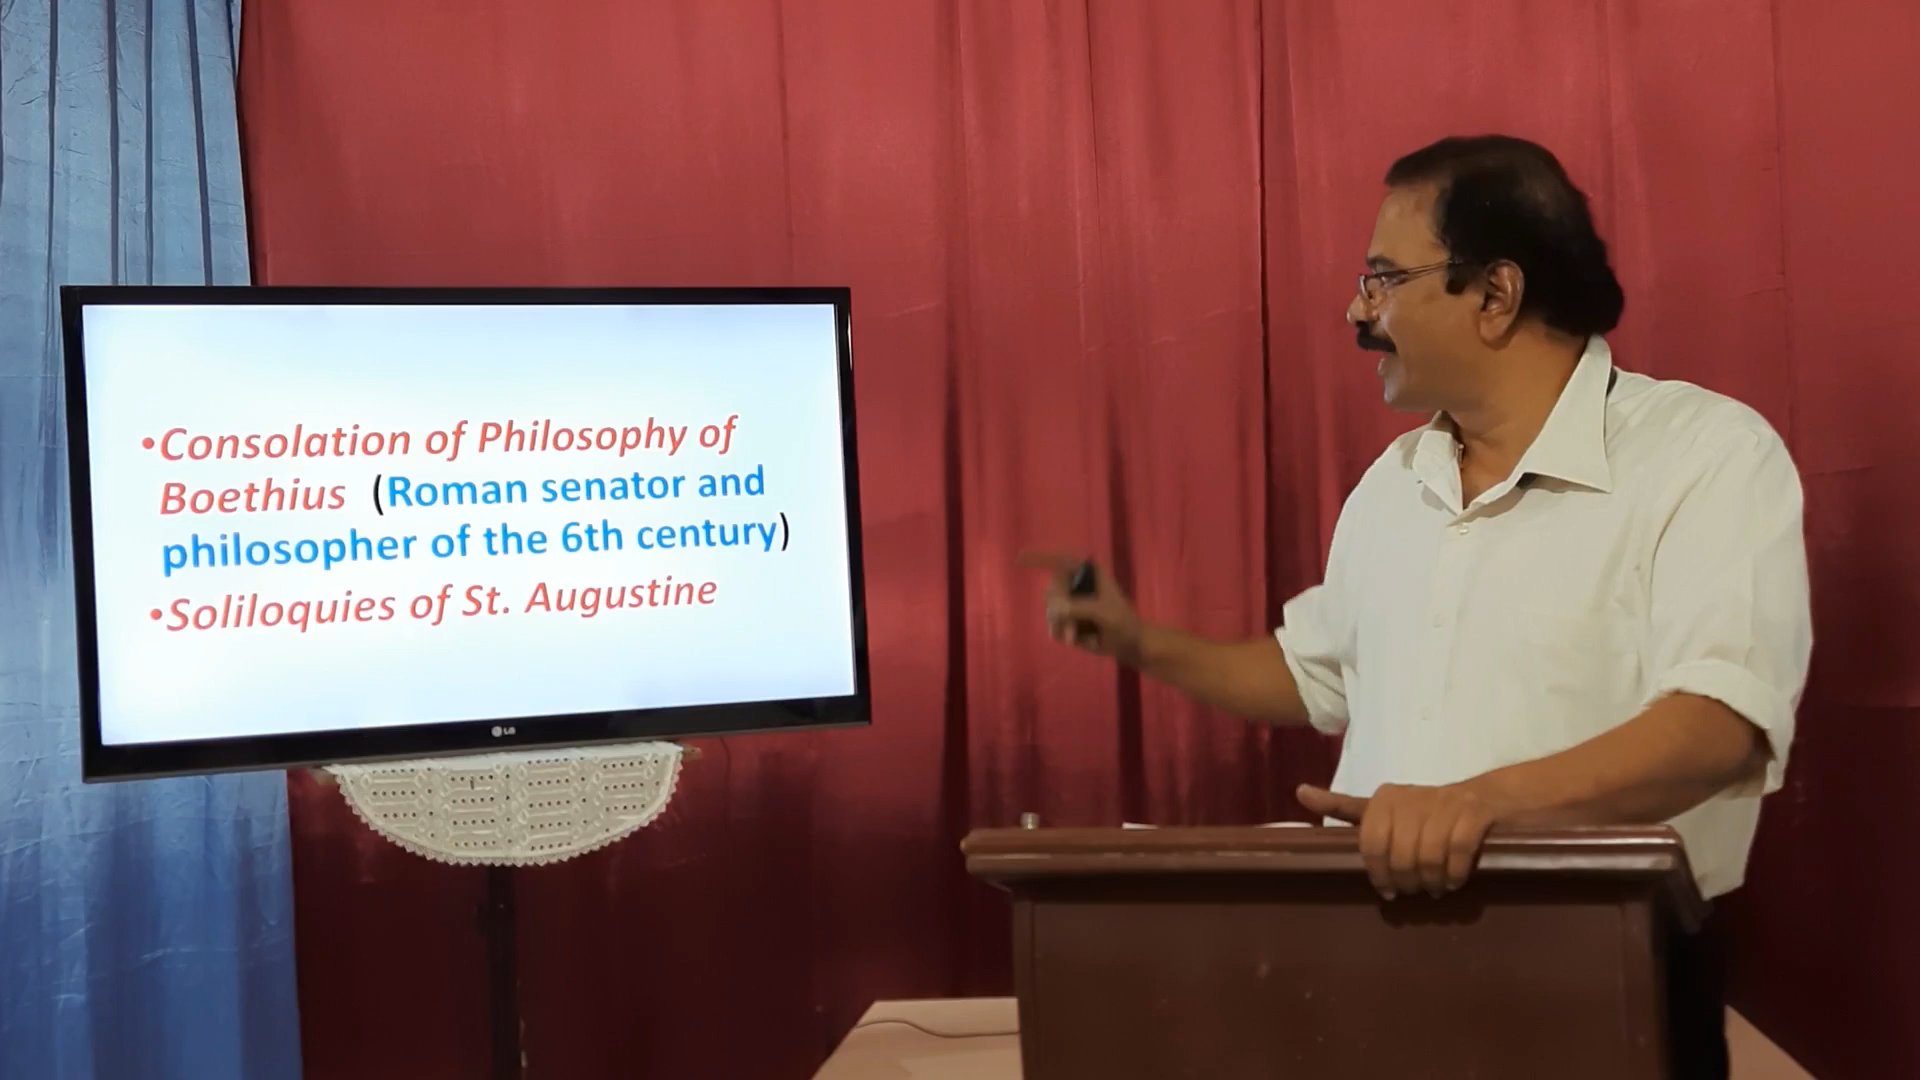 •Consolation of Philosophy of
Boethius (Roman senator and
philosopher of the 6th century)
•Soliloquies of St. Augustine
LG